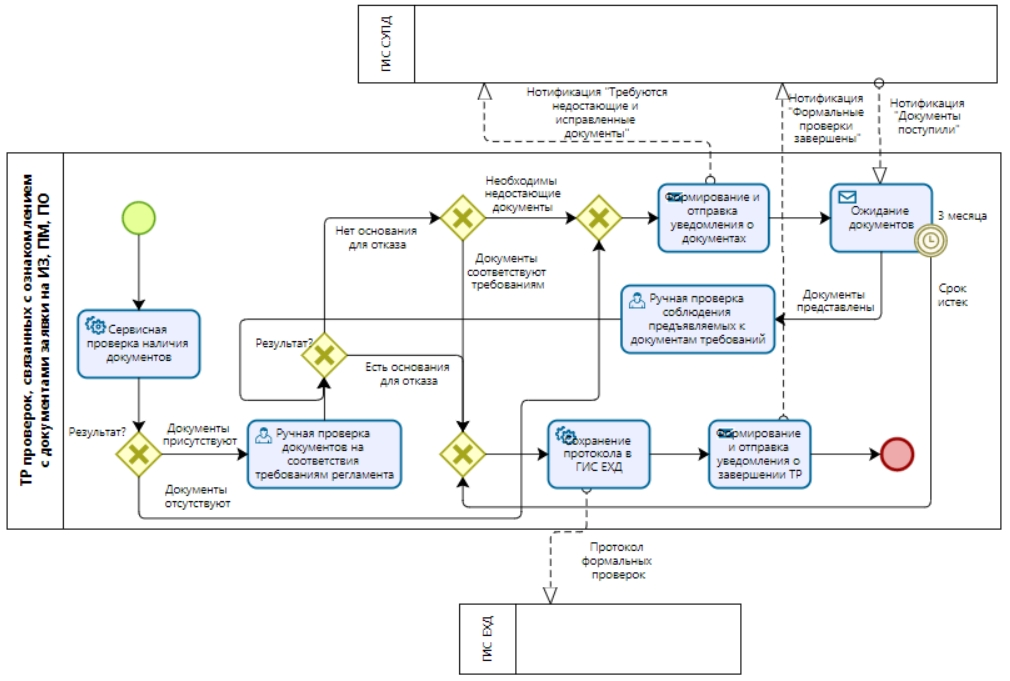 ГИС СУПД
Нотификация "Требуются
недостающие и
исправленные
документы"
Нотификация
"Формальные
проверки
завершены"
Нотификация
"Документы
поступили"
ТР проверок, связанных с ознакомлением
с документами заявки на ИЗ, ПМ, ПО
Нет основания
для отказа
Необходимы
недостающие
документы
Документы
соответствуют
требованиям
Формирование и
отправка
уведомления о
документах
Ожидание
документов
3 месяца
Срок
истек
Документы
представлены
Ручная проверка
соблюдения
предъявляемых к
документам требований
Сервисная
проверка наличия
документов
Результат?
Есть основания
для отказа
Результат?
Документы
присутствуют
Документы
отсутствуют
Ручная проверка
документов на
соответствия
требованиям регламента
Сохранение
протокола в
ГИС ЕХД
Формирование
и отправка
уведомления о
завершении ТР
Протокол
формальных
проверок
ГИС ЕХД